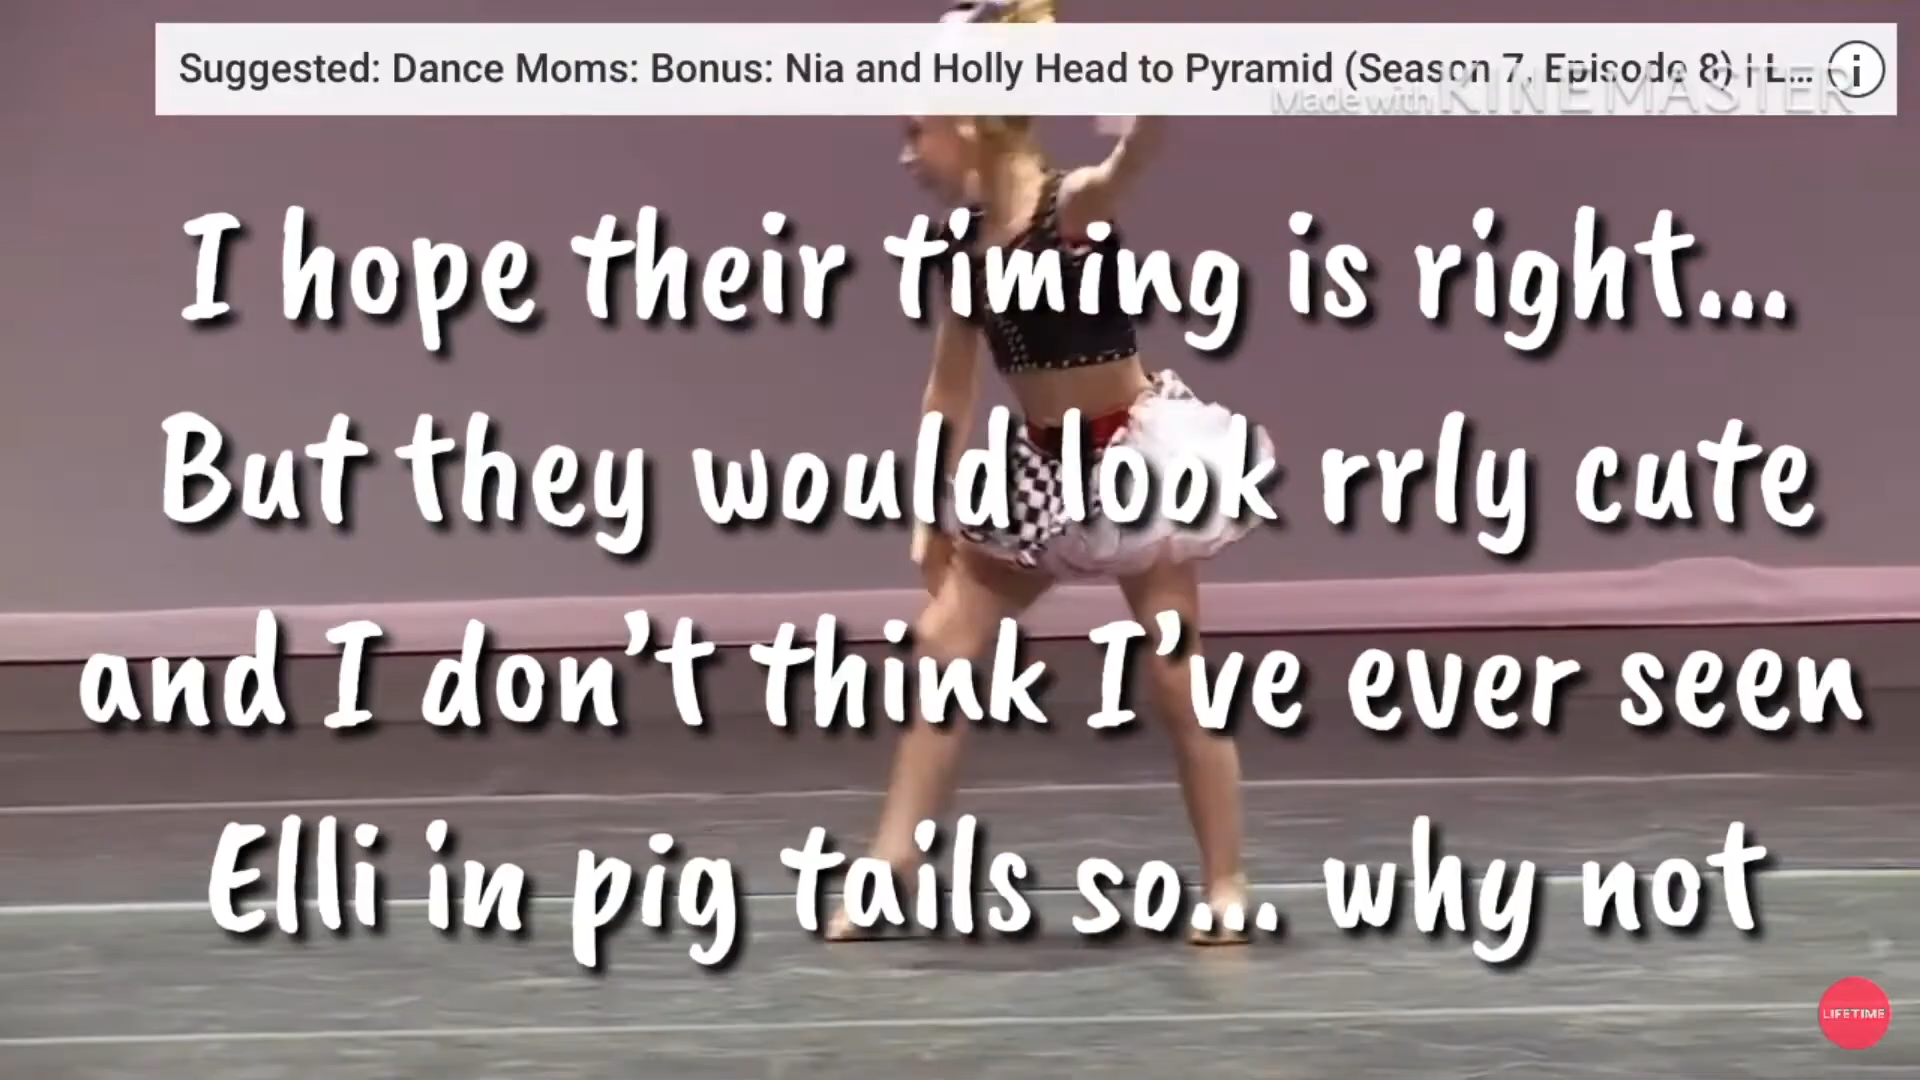 Suggested: Dance Moms: Bonus: Nia and Holly Head to Pyramid (Season 7, Episode 8) | L... i
Made with KINEMASTER
I hope their timing is right...
But they would look rrly cute
and I don't think I've ever seen
Elli in pig tails so... why not
LIFETIME